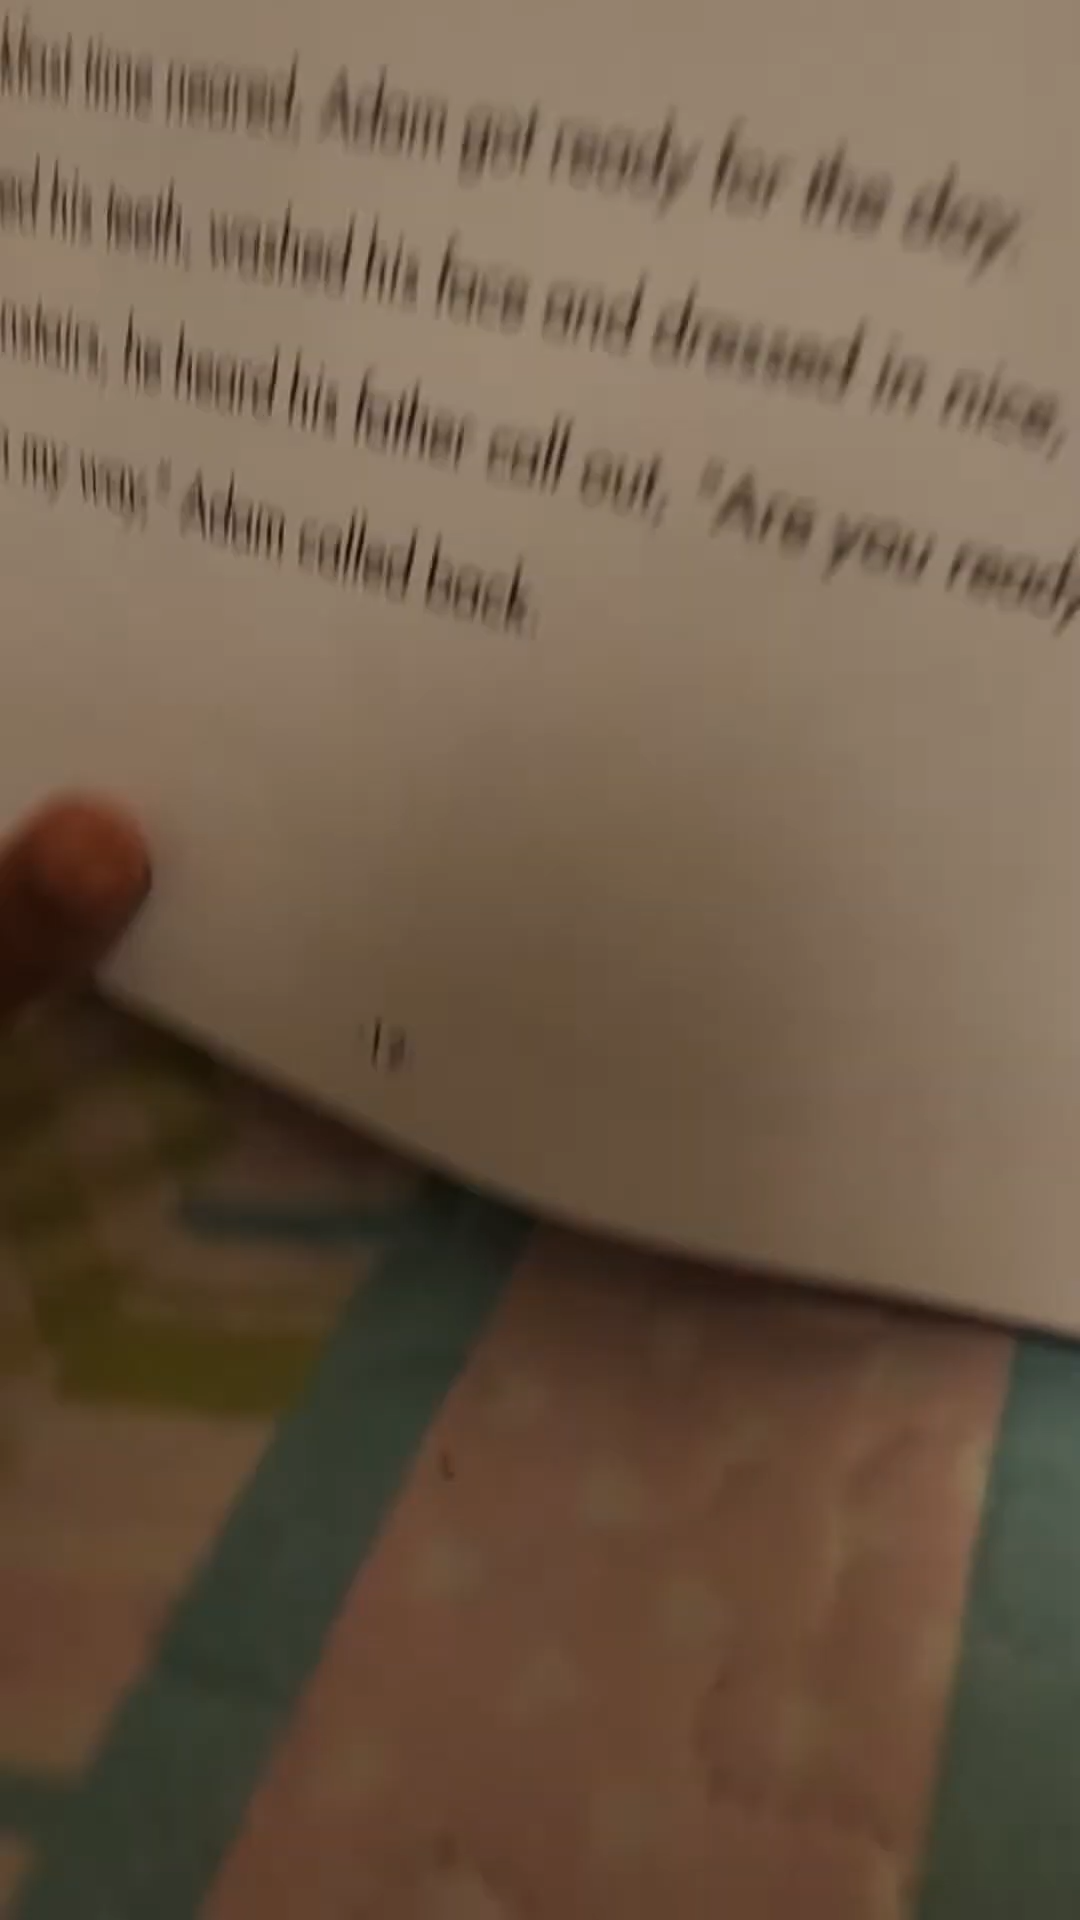 time neared, Adam got ready for the day.
his teeth, washed his face and dressed in nice,
he heard his father call out, "Are you ready
my way," Adam called back.